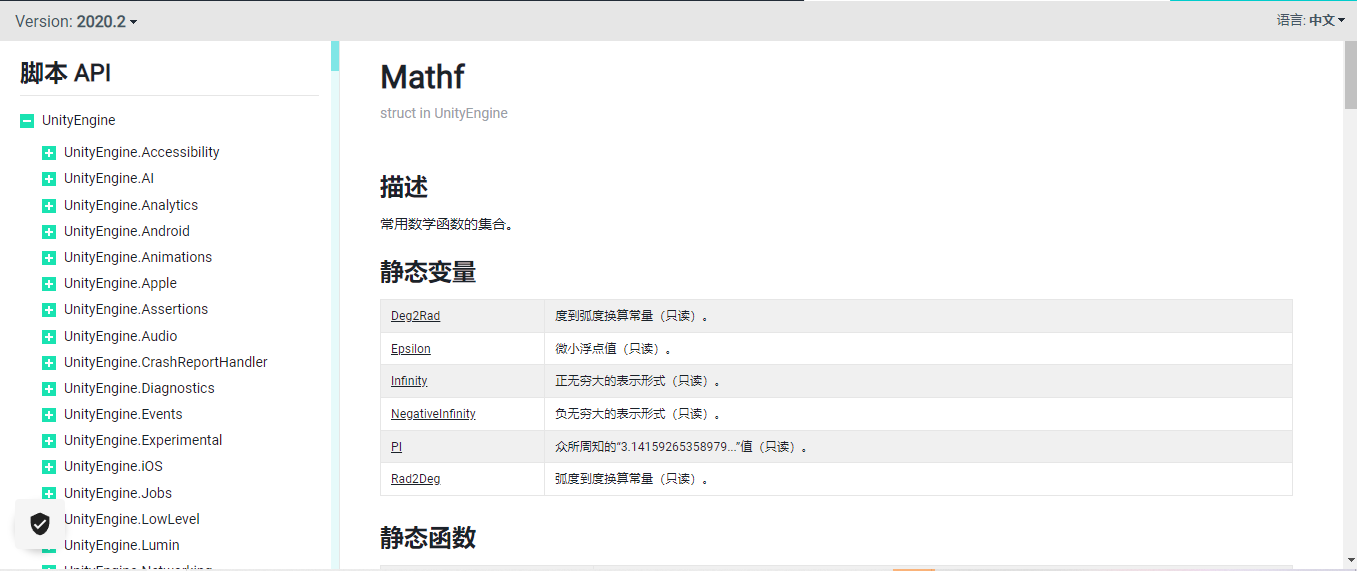 Version: 2020.2
语言: 中文
脚本 API
UnityEngine
UnityEngine.Accessibility
UnityEngine.AI
UnityEngine.Analytics
UnityEngine.Android
UnityEngine.Animations
UnityEngine.Apple
UnityEngine.Assertions
UnityEngine.Audio
UnityEngine.CrashReportHandler
UnityEngine.Diagnostics
UnityEngine.Events
UnityEngine.Experimental
UnityEngine.iOS
UnityEngine.Jobs
UnityEngine.LowLevel
UnityEngine.Lumin
UnityEngine.Networking
Mathf
struct in UnityEngine
描述
常用数学函数的集合。
静态变量
Deg2Rad 度到弧度换算常量（只读）。
Epsilon 微小浮点值（只读）。
Infinity 正无穷大的表示形式（只读）。
NegativeInfinity 负无穷大的表示形式（只读）。
PI 众所周知的“3.14159265358979...”值（只读）。
Rad2Deg 弧度到度换算常量（只读）。
静态函数